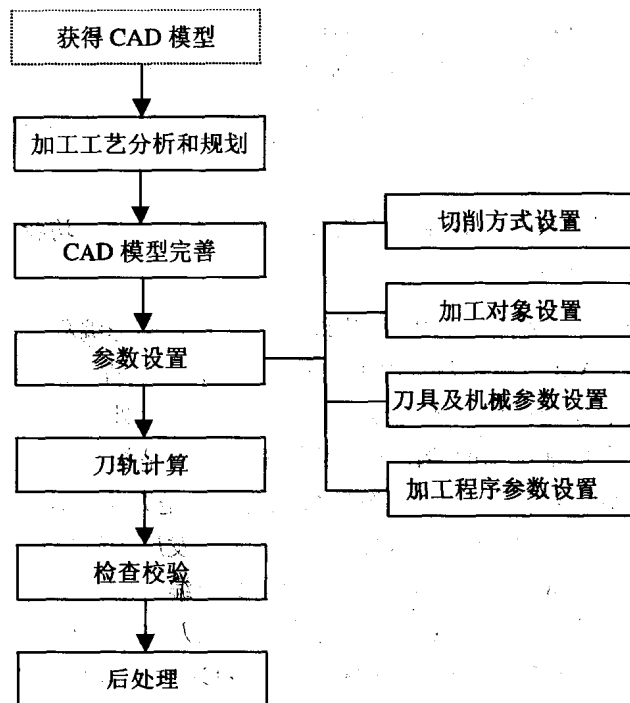 获得 CAD 模型
加工工艺分析和规划
CAD 模型完善
参数设置
刀轨计算
检查校验
后处理
切削方式设置
加工对象设置
刀具及机械参数设置
加工程序参数设置